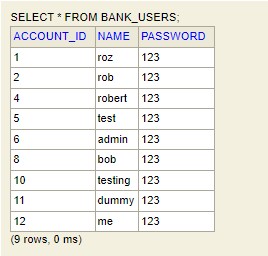 SELECT * FROM BANK_USERS;
ACCOUNT_ID NAME PASSWORD
1 roz 123
2 rob 123
4 robert 123
5 test 123
6 admin 123
8 bob 123
10 testing 123
11 dummy 123
12 me 123
(9 rows, 0 ms)